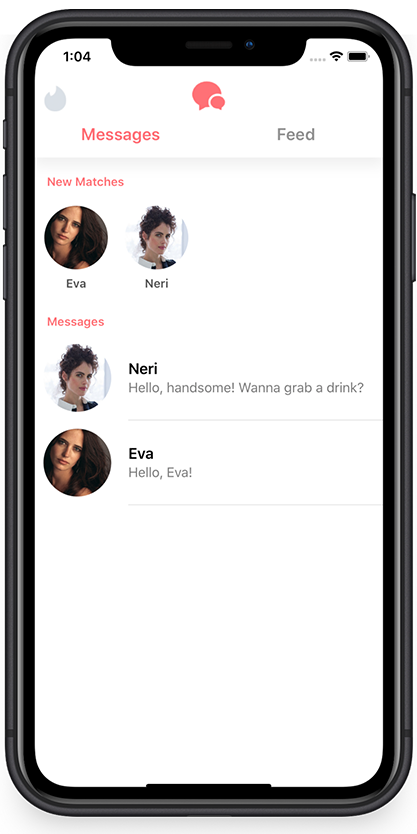 1:04
Messages
Feed
New Matches
Eva
Neri
Messages
Neri
Hello, handsome! Wanna grab a drink?
Eva
Hello, Eva!